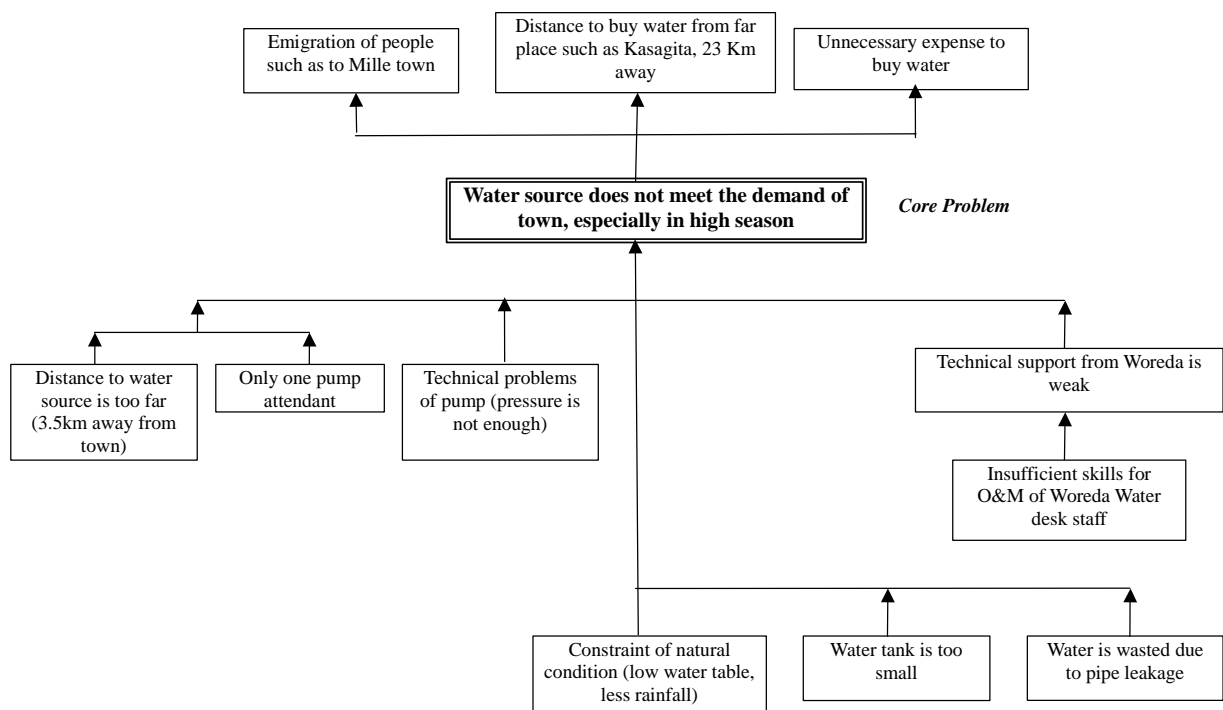 Emigration of people
such as to Mille town
Distance to buy water from far
place such as Kasagita, 23 Km
away
Unnecessary expense to
buy water
Water source does not meet the demand of
town, especially in high season
Core Problem
Distance to water
source is too far
(3.5km away from
town)
Only one pump
attendant
Technical problems
of pump (pressure is
not enough)
Technical support from Woreda is
weak
Insufficient skills for
O&M of Woreda Water
desk staff
Constraint of natural
condition (low water table,
less rainfall)
Water tank is too
small
Water is wasted due
to pipe leakage